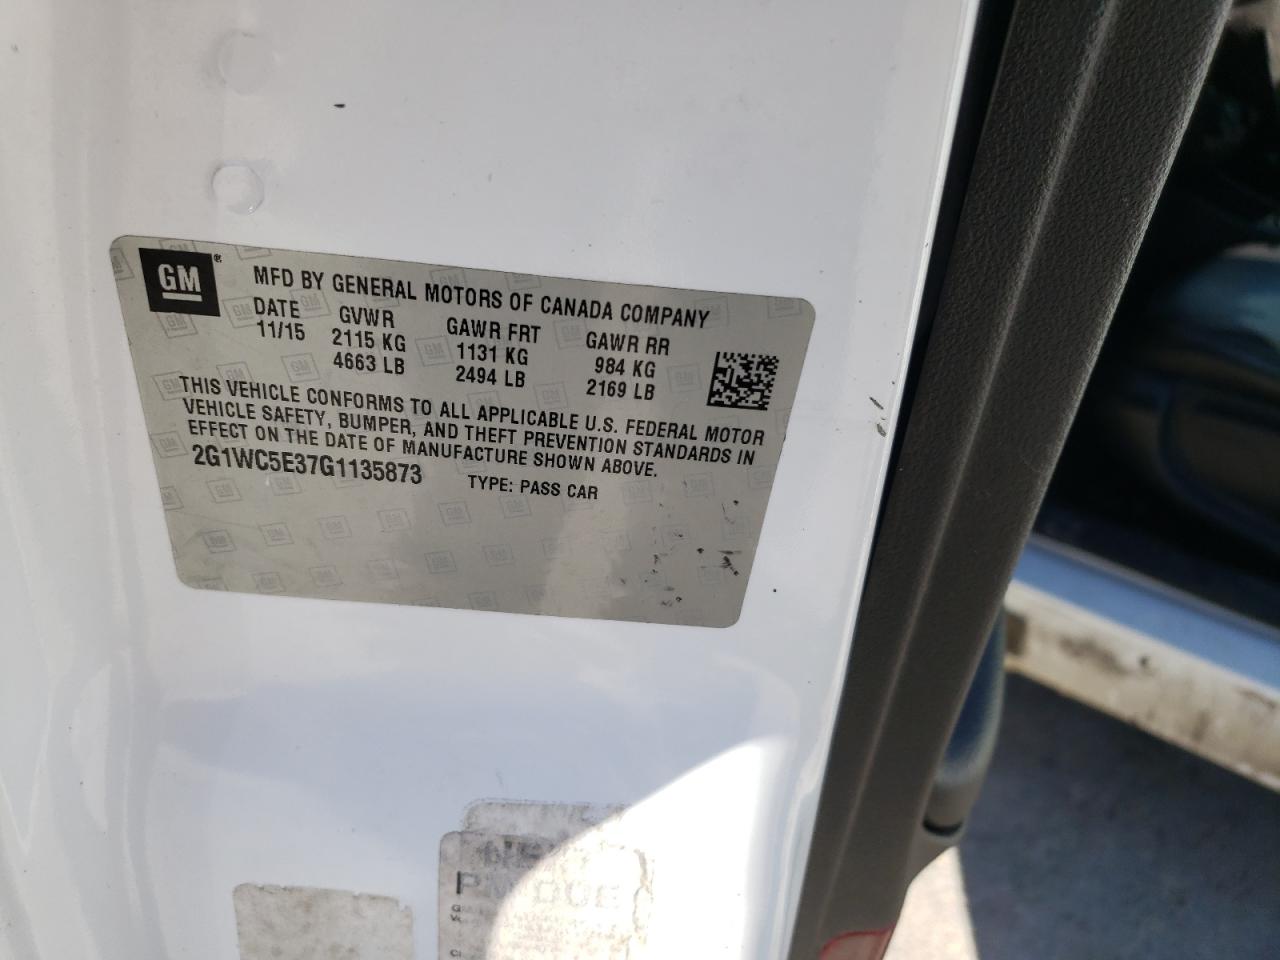 GM ®
MFD BY GENERAL MOTORS OF CANADA COMPANY
DATE GVWR GAWR FRT GAWR RR
11/15 2115 KG 1131 KG 984 KG
4663 LB 2494 LB 2169 LB
THIS VEHICLE CONFORMS TO ALL APPLICABLE U.S. FEDERAL MOTOR
VEHICLE SAFETY, BUMPER, AND THEFT PREVENTION STANDARDS IN
EFFECT ON THE DATE OF MANUFACTURE SHOWN ABOVE.
2G1WC5E37G1135873 TYPE: PASS CAR